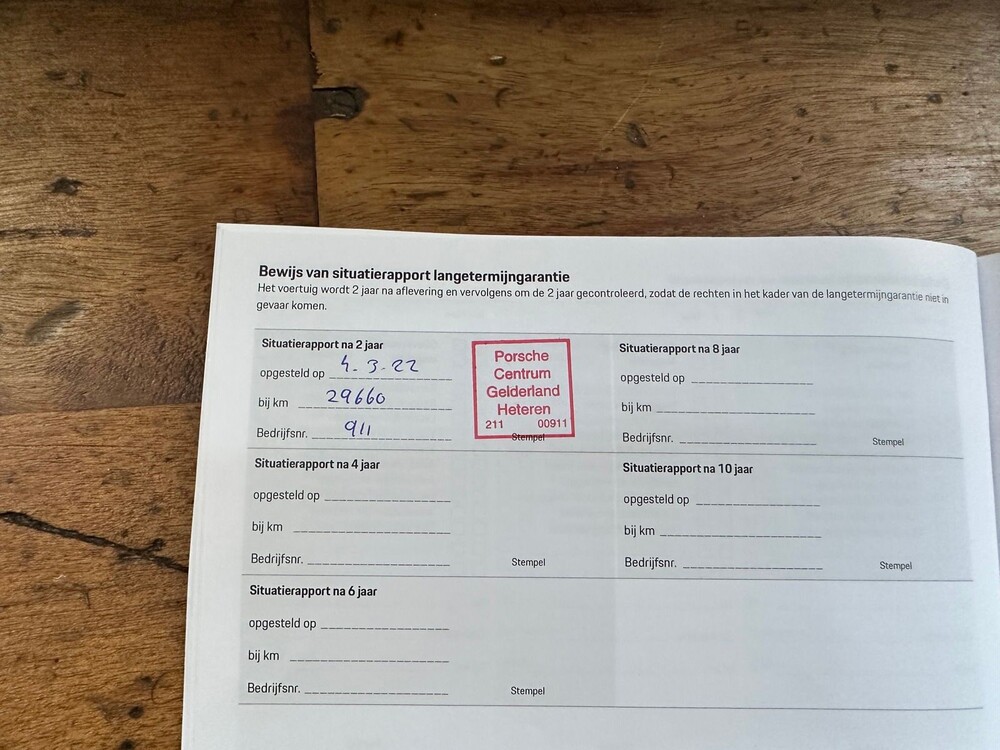 Bewijs van situatierapport langetermijngarantie
Het voertuig wordt 2 jaar na aflevering en vervolgens om de 2 jaar gecontroleerd, zodat de rechten in het kader van de langetermijngarantie niet in
gevaar komen.
Situatierapport na 2 jaar
opgesteld op 4-3-22
bij km 29660
Bedrijfsnr. 911
Porsche
Centrum
Gelderland
Heteren
211 00911
Stempel
Situatierapport na 8 jaar
opgesteld op
bij km
Bedrijfsnr.
Stempel
Situatierapport na 4 jaar
opgesteld op
bij km
Bedrijfsnr.
Stempel
Situatierapport na 10 jaar
opgesteld op
bij km
Bedrijfsnr.
Stempel
Situatierapport na 6 jaar
opgesteld op
bij km
Bedrijfsnr.
Stempel